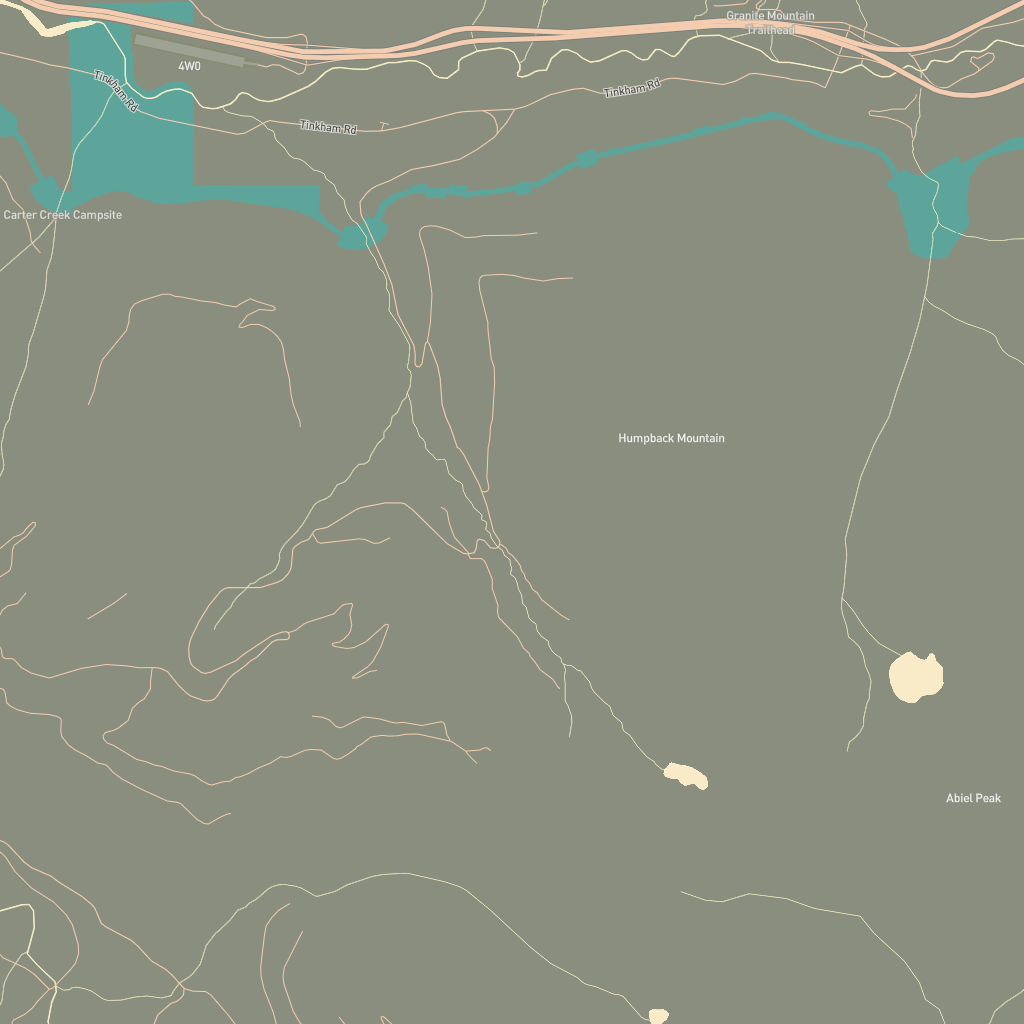 Granite Mountain
Trailhead
4W0
Tinkham Rd
Tinkham Rd
Tinkham Rd
Carter Creek Campsite
Humpback Mountain
Abiel Peak